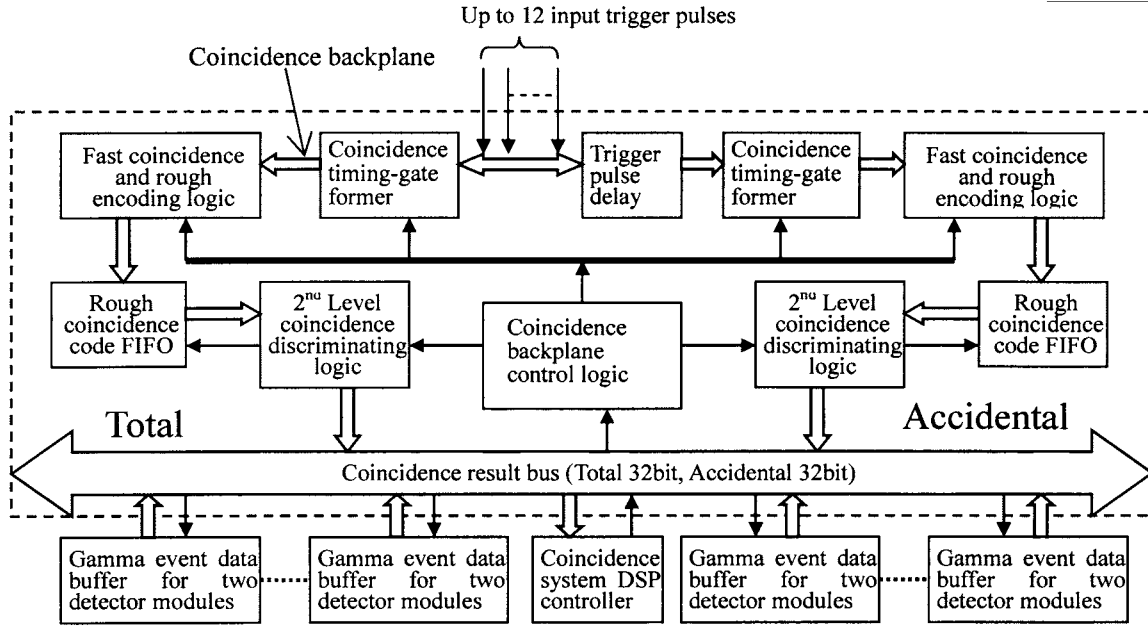 Up to 12 input trigger pulses
Coincidence backplane
Fast coincidence
and rough
encoding logic
Coincidence
timing-gate
former
Trigger
pulse
delay
Coincidence
timing-gate
former
Fast coincidence
and rough
encoding logic
Rough
coincidence
code FIFO
2nd Level
coincidence
discriminating
logic
Coincidence
backplane
control logic
2nd Level
coincidence
discriminating
logic
Rough
coincidence
code FIFO
Total
Accidental
Coincidence result bus (Total 32bit, Accidental 32bit)
Gamma event data
buffer for two
detector modules
Gamma event data
buffer for two
detector modules
Coincidence
system DSP
controller
Gamma event data
buffer for two
detector modules
Gamma event data
buffer for two
detector modules